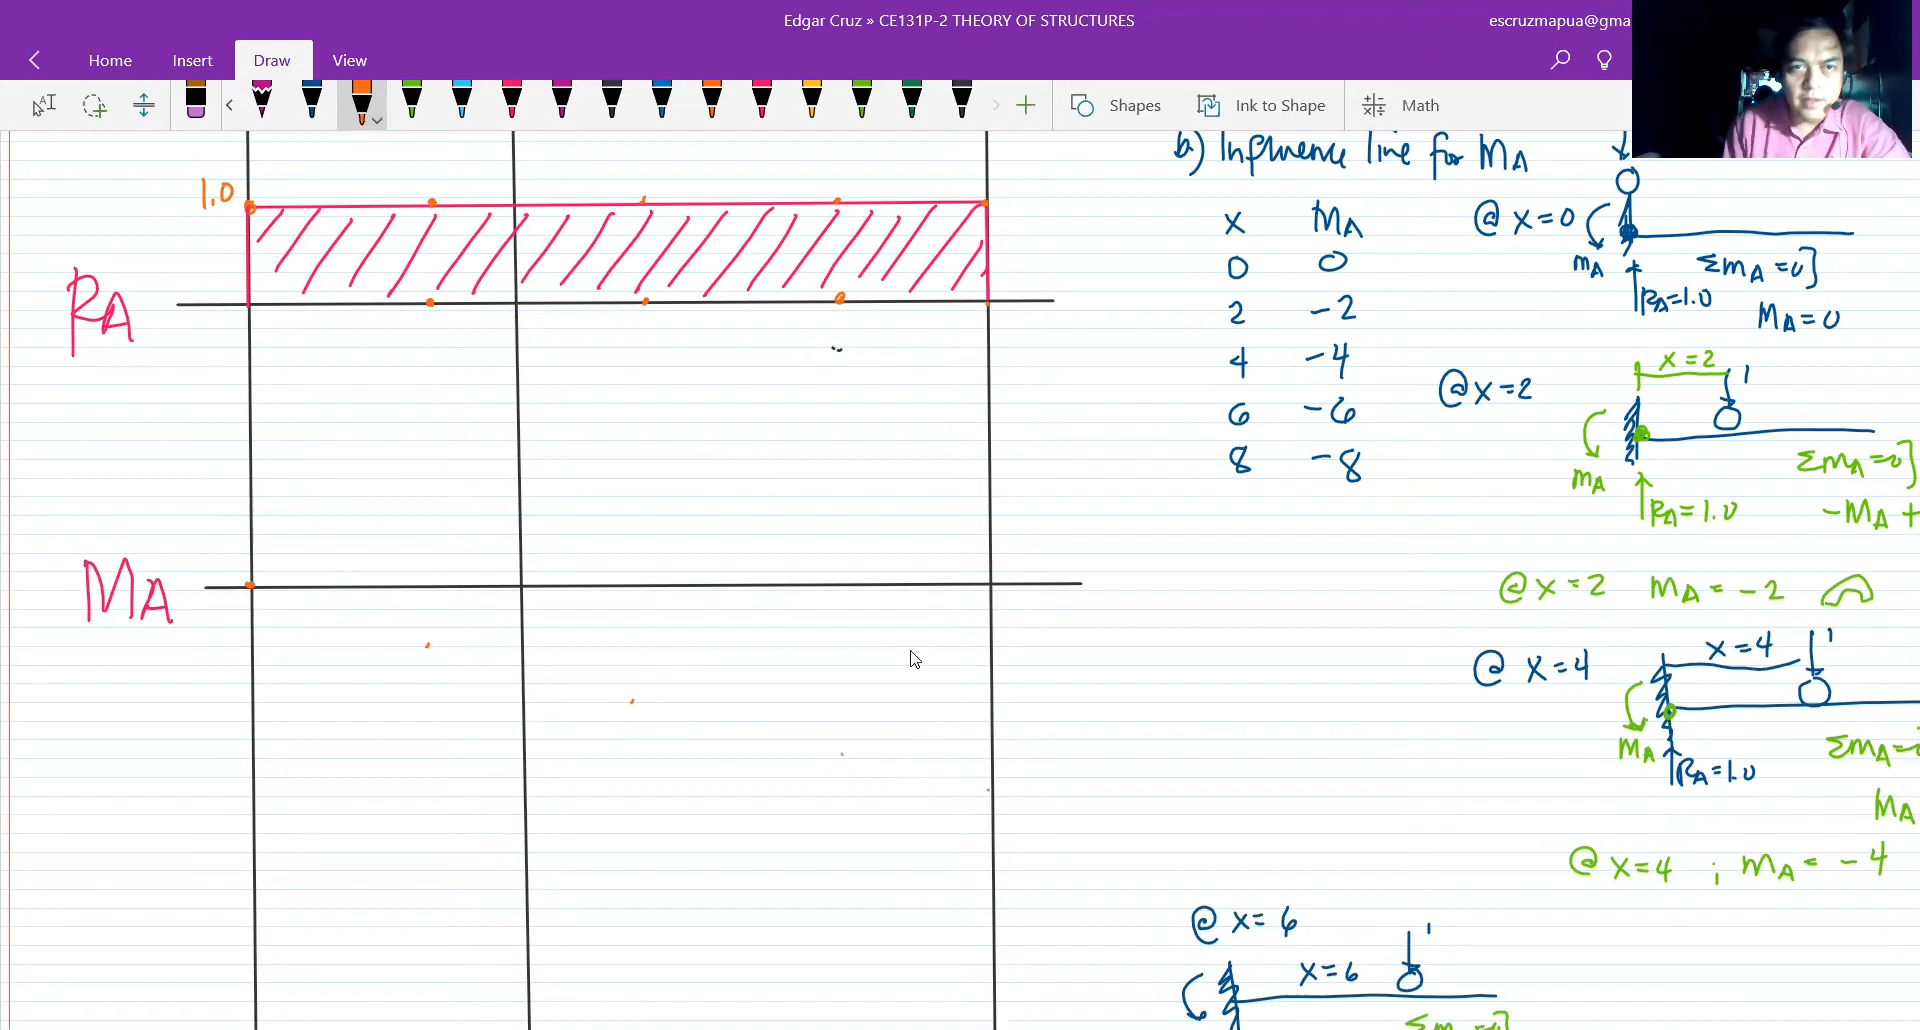 Edgar Cruz » CE131P-2 THEORY OF STRUCTURES
escruzmapua@gma
Home
Insert
Draw
View
Shapes
Ink to Shape
Math
1.0
RA
MA
b) Influence line for MA
x MA
0 0
2 -2
4 -4
6 -6
8 -8
@ x=0
MA
RA=1.0
ΣMA=0]
MA=0
@ x=2
x=2
1
MA
RA=1.0
ΣMA=0]
-MA +
@ x=2 MA=-2
@ x=4
x=4
1
MA
RA=1.0
ΣMA=0
MA
@ x=4 ; MA= -4
@ x=6
x=6
1